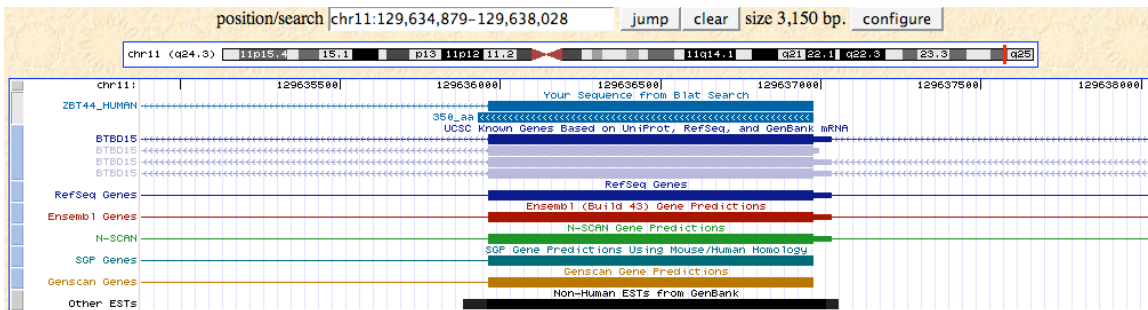 position/search chr11:129,634,879-129,638,028 jump clear size 3,150 bp. configure
chr11 (q24.3) 11p15.4 15.1 p13 11p12 11.2 11q14.1 q21 22.1 q22.3 23.3 q25
chr11: 129635500 129636000 129636500 129637000 129637500 129638000
Your Sequence from Blat Search
ZBT44_HUMAN
350_aa
UCSC Known Genes Based on UniProt, RefSeq, and GenBank mRNA
BTBD15
BTBD15
BTBD15
BTBD15
RefSeq Genes
RefSeq Genes
Ensembl (Build 43) Gene Predictions
Ensembl Genes
N-SCAN Gene Predictions
N-SCAN
SGP Gene Predictions Using Mouse/Human Homology
SGP Genes
Genscan Gene Predictions
Genscan Genes
Non-Human ESTs from GenBank
Other ESTs